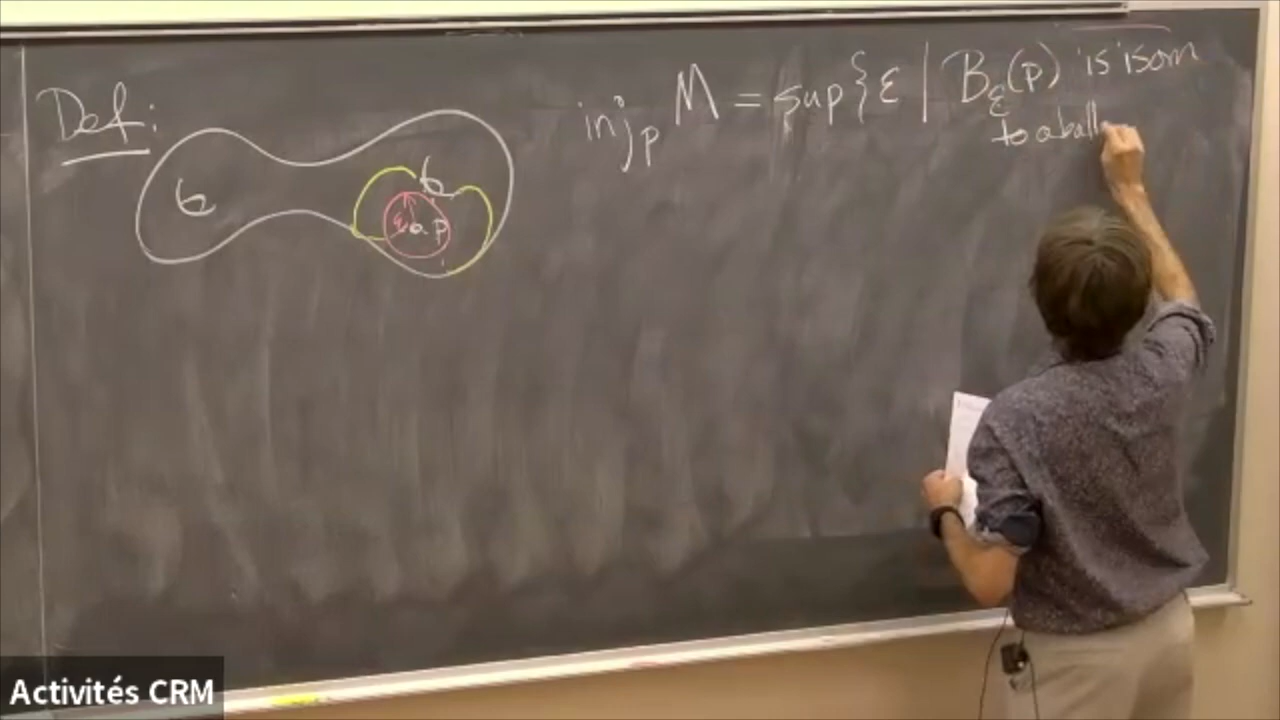 Def:
inj_p M = sup{ε | B_ε(p) is isom
to a ball
ε p
Activités CRM